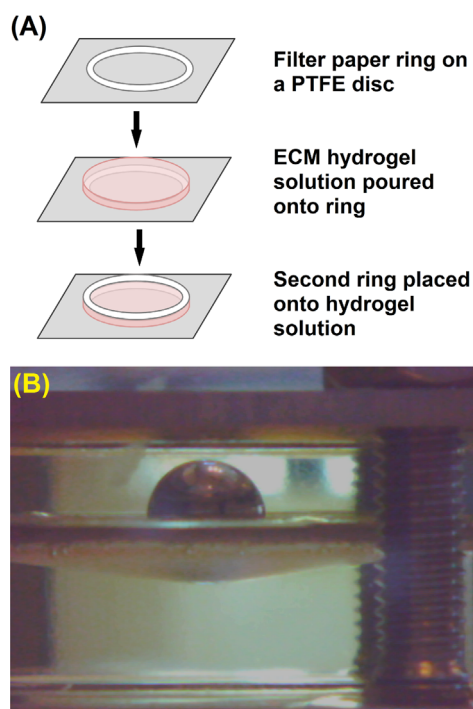 (A)
Filter paper ring on
a PTFE disc
ECM hydrogel
solution poured
onto ring
Second ring placed
onto hydrogel
solution
(B)